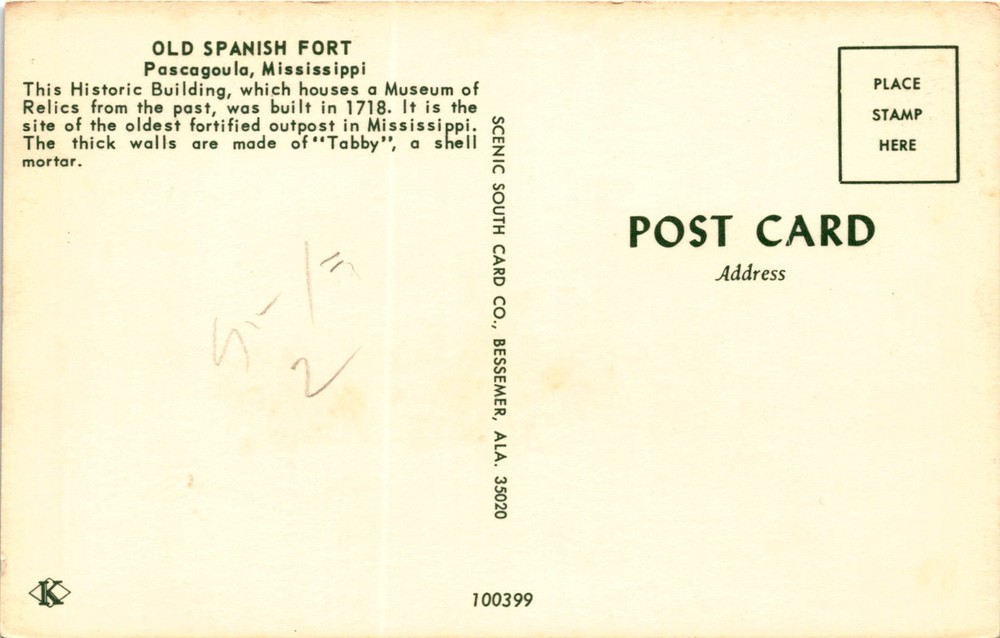 OLD SPANISH FORT
Pascagoula, Mississippi
This Historic Building, which houses a Museum of
Relics from the past, was built in 1718. It is the
site of the oldest fortified outpost in Mississippi.
The thick walls are made of "Tabby", a shell
mortar.
SCENIC SOUTH CARD CO., BESSEMER, ALA. 35020
PLACE
STAMP
HERE
POST CARD
Address
2
K
100399